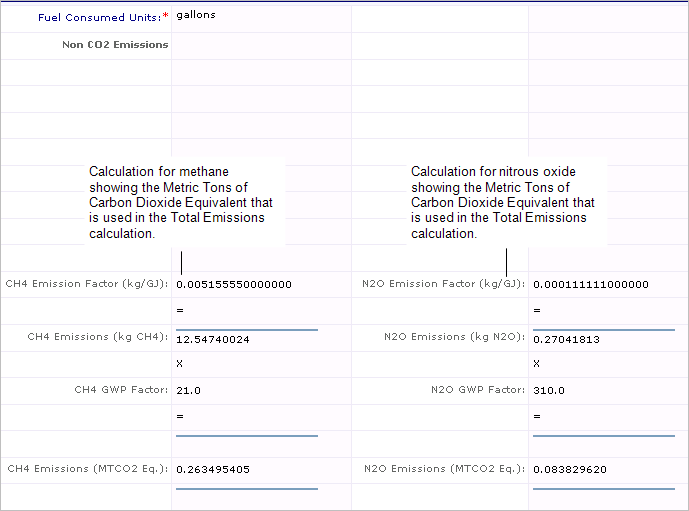 Fuel Consumed Units:* gallons
Non CO2 Emissions
Calculation for methane
showing the Metric Tons of
Carbon Dioxide Equivalent that
is used in the Total Emissions
calculation.
Calculation for nitrous oxide
showing the Metric Tons of
Carbon Dioxide Equivalent that
is used in the Total Emissions
calculation.
CH4 Emission Factor (kg/GJ): 0.005155550000000 N2O Emission Factor (kg/GJ): 0.000111111000000
= =
CH4 Emissions (kg CH4): 12.54740024 N2O Emissions (kg N2O): 0.27041813
X X
CH4 GWP Factor: 21.0 N2O GWP Factor: 310.0
= =
CH4 Emissions (MTCO2 Eq.): 0.263495405 N2O Emissions (MTCO2 Eq.): 0.083829620